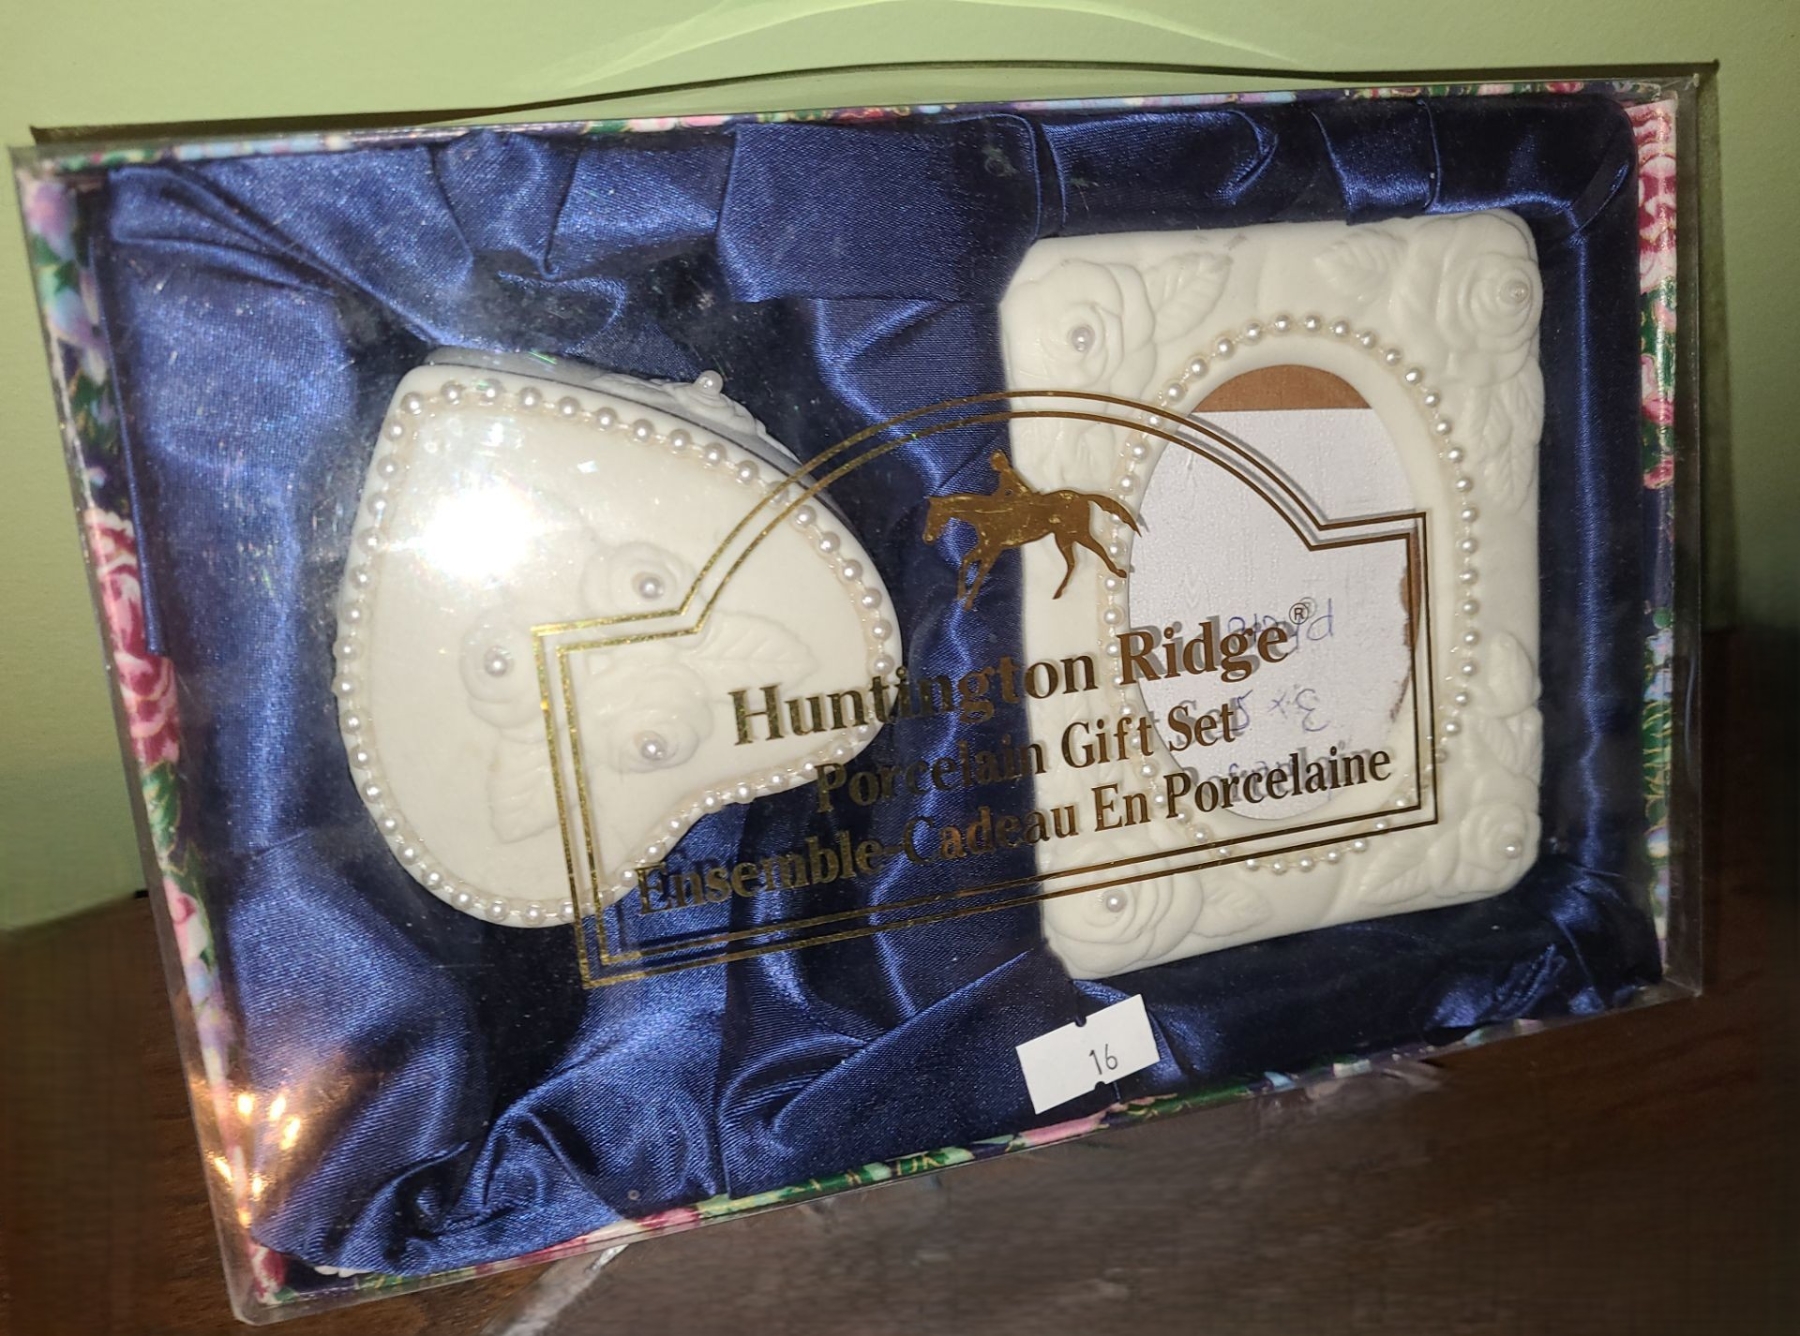 Huntington Ridge®
Porcelain Gift Set
Ensemble-Cadeau En Porcelaine
16